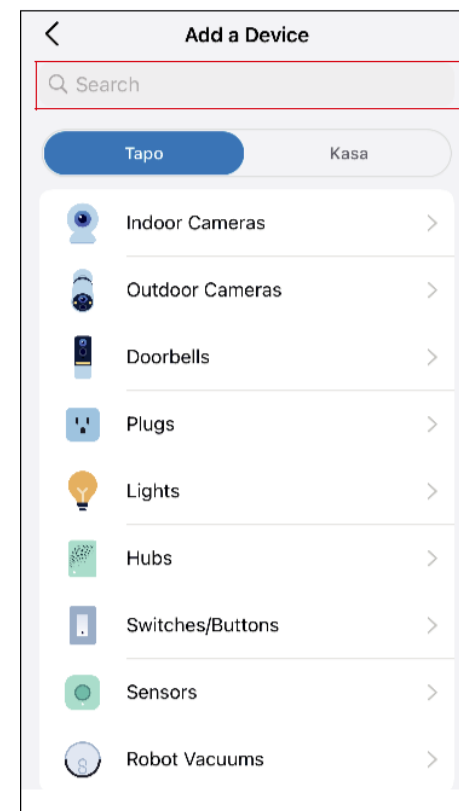 Add a Device
Search
Tapo Kasa
Indoor Cameras
Outdoor Cameras
Doorbells
Plugs
Lights
Hubs
Switches/Buttons
Sensors
Robot Vacuums